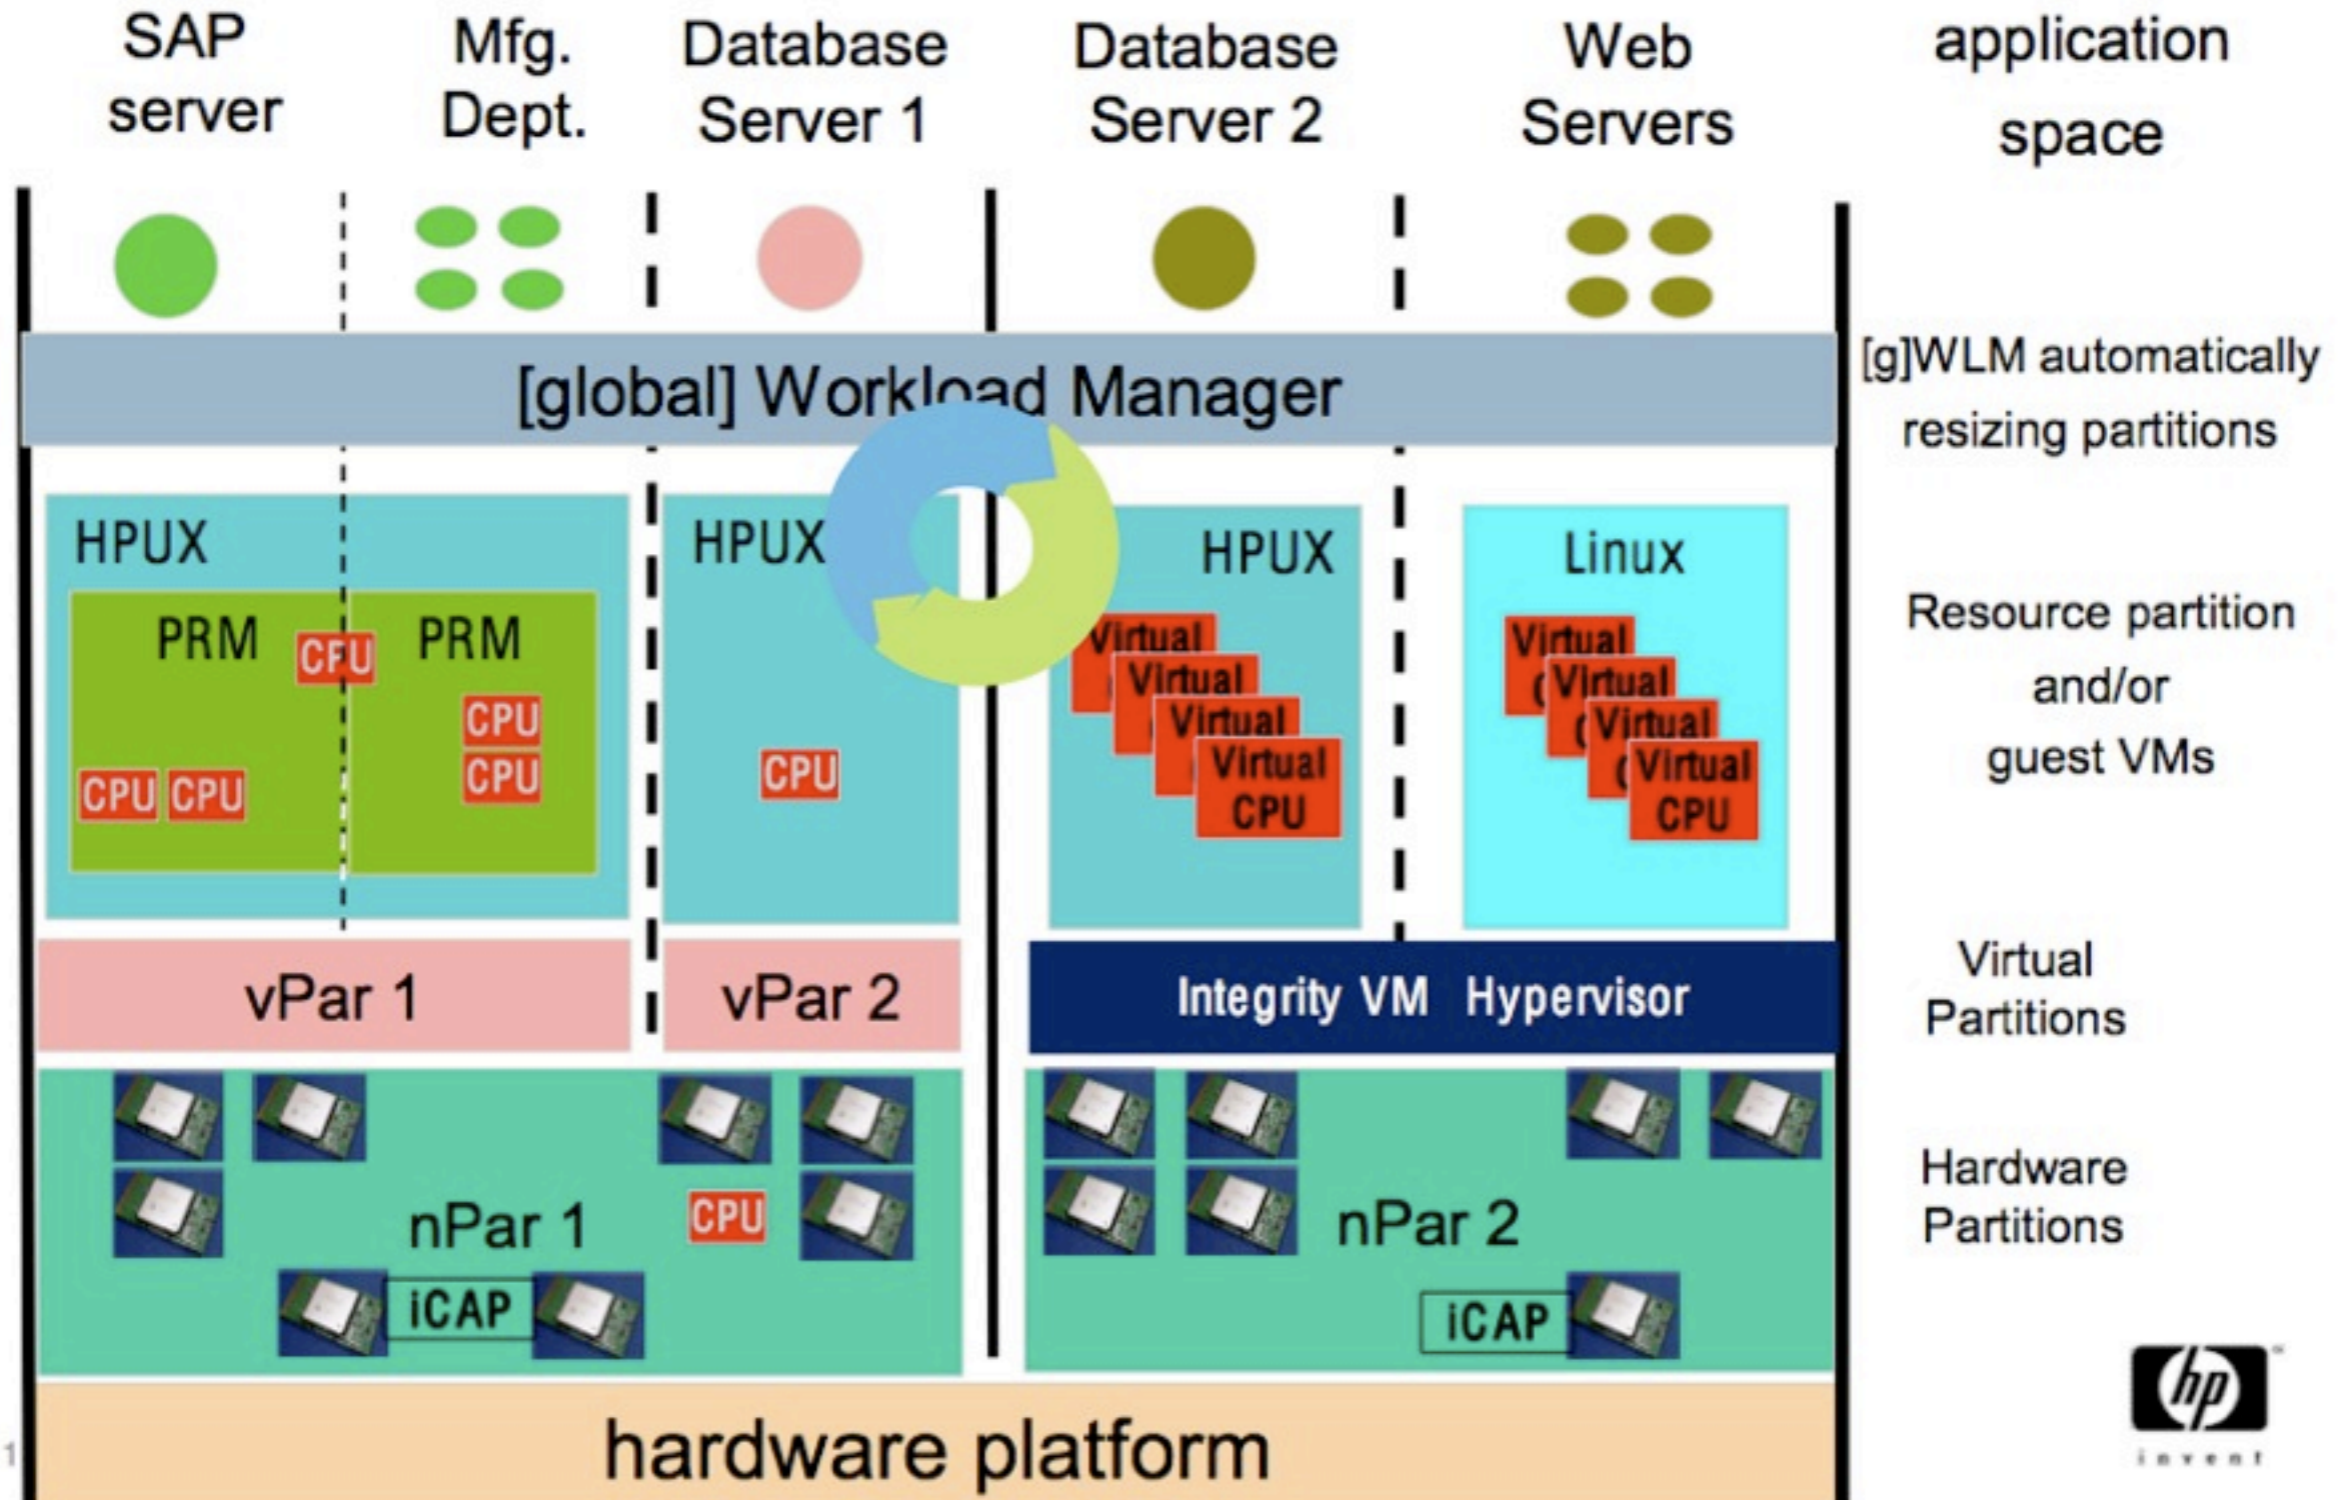 SAP
server
Mfg.
Dept.
Database
Server 1
Database
Server 2
Web
Servers
application
space
[global] Workload Manager
[g]WLM automatically
resizing partitions
HPUX
PRM
CPU
PRM
CPU
CPU
CPU CPU
HPUX
CPU
HPUX
Virtual
Virtual
Virtual
Virtual
CPU
Linux
Virtual
Virtual
Virtual
Virtual
CPU
Resource partition
and/or
guest VMs
vPar 1
vPar 2
Integrity VM Hypervisor
Virtual
Partitions
nPar 1
CPU
iCAP
nPar 2
iCAP
Hardware
Partitions
hardware platform
hp
invent
1